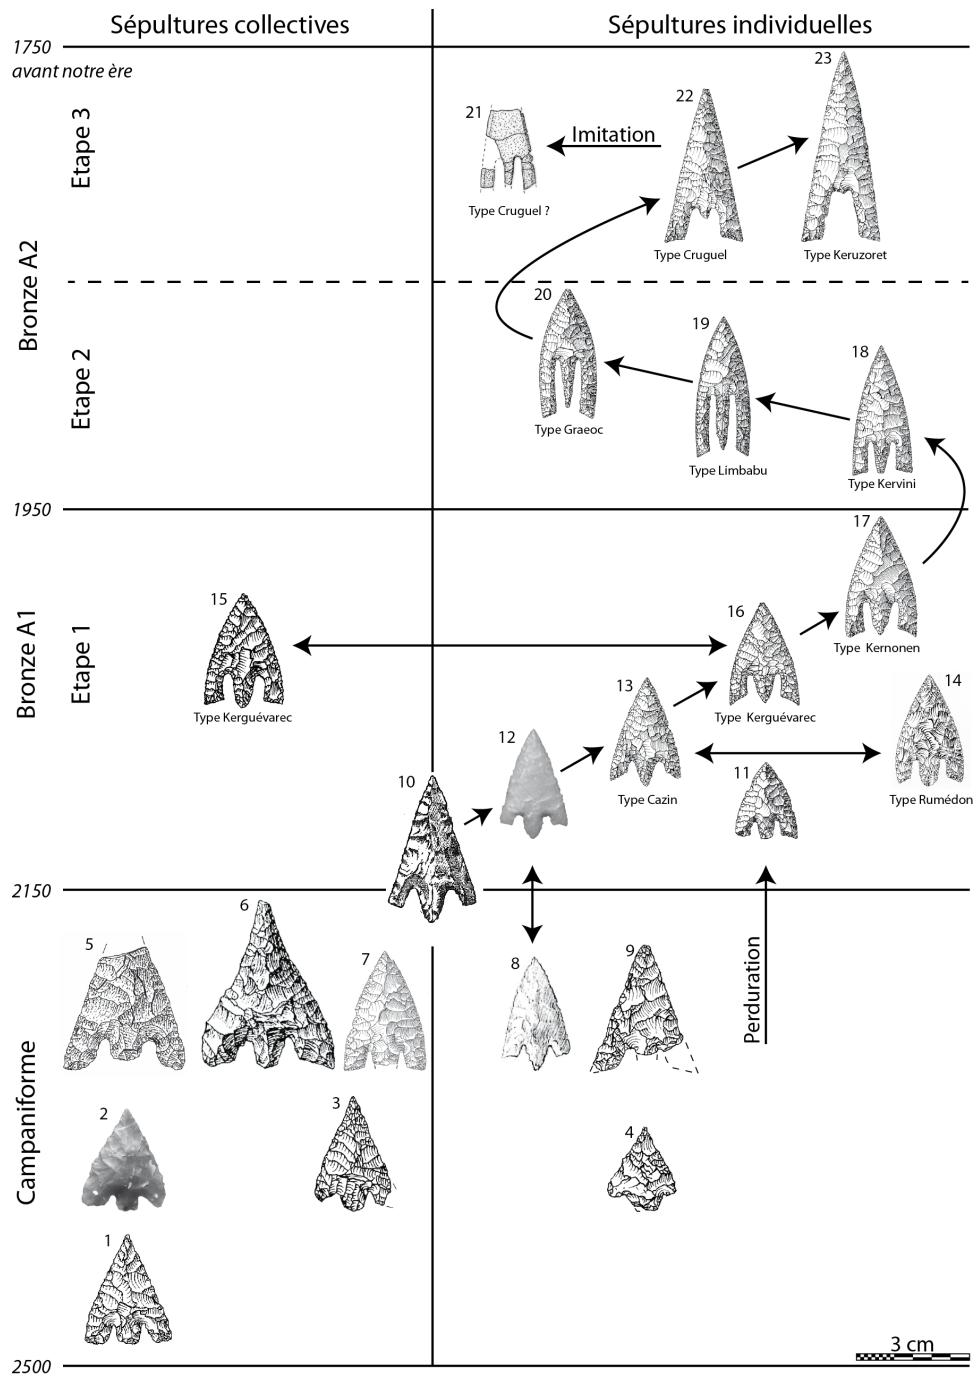 Sépultures collectives
Sépultures individuelles
1750
avant notre ère
23
22
21
Imitation
Etape 3
Type Cruguel ?
Type Cruguel
Type Keruzoret
Bronze A2
20
19
18
Etape 2
Type Graeoc
Type Limbabu
Type Kervini
1950
17
15
16
Bronze A1
Etape 1
Type Kernonen
13
14
Type Kerguévarec
Type Kerguévarec
12
11
10
Type Cazin
Type Rumédon
2150
6
5
7
8
9
Perduration
Campaniforme
2
3
4
1
3 cm
2500